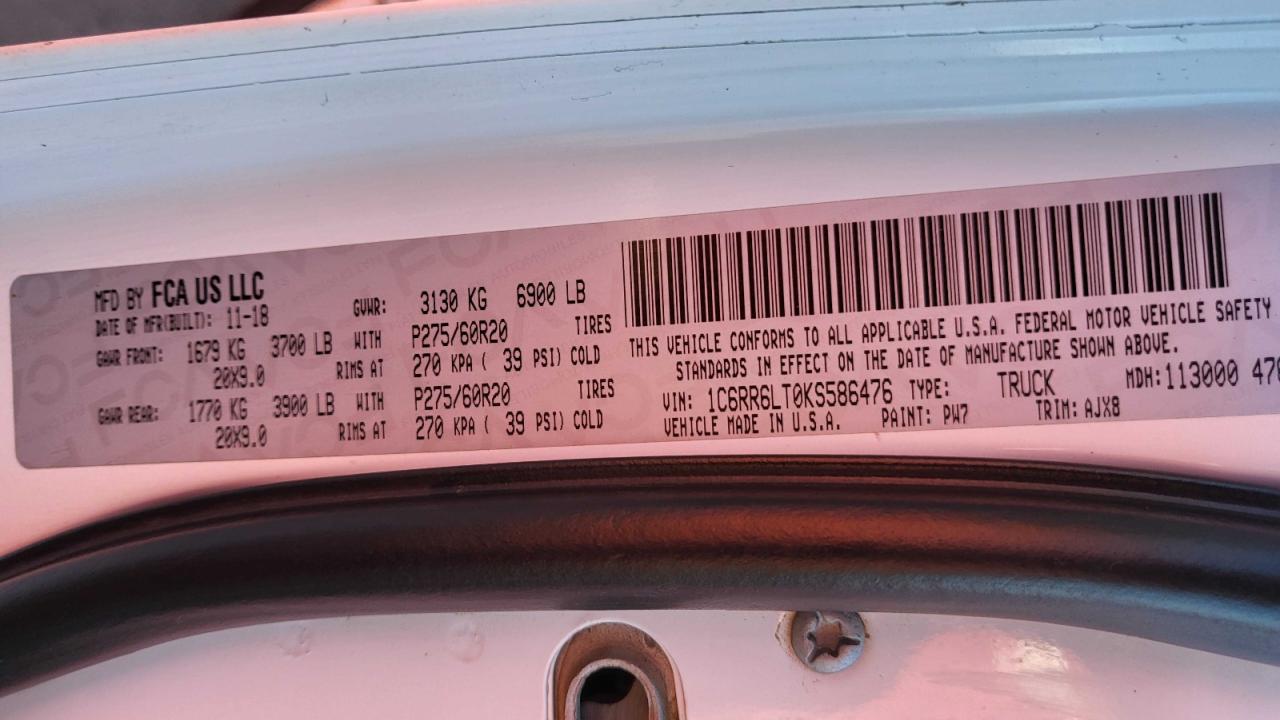 MFD BY FCA US LLC
DATE OF MFR(BUILT): 11-18
GVWR: 3130 KG 6900 LB
GAWR FRONT: 1679 KG 3700 LB WITH P275/60R20 TIRES
20X9.0 RIMS AT 270 KPA ( 39 PSI) COLD
GAWR REAR: 1770 KG 3900 LB WITH P275/60R20 TIRES
20X9.0 RIMS AT 270 KPA ( 39 PSI) COLD
THIS VEHICLE CONFORMS TO ALL APPLICABLE U.S.A. FEDERAL MOTOR VEHICLE SAFETY
STANDARDS IN EFFECT ON THE DATE OF MANUFACTURE SHOWN ABOVE.
VIN: 1C6RR6LT0KS586476 TYPE: TRUCK MDH:113000
VEHICLE MADE IN U.S.A. PAINT: PW7 TRIM: AJX8